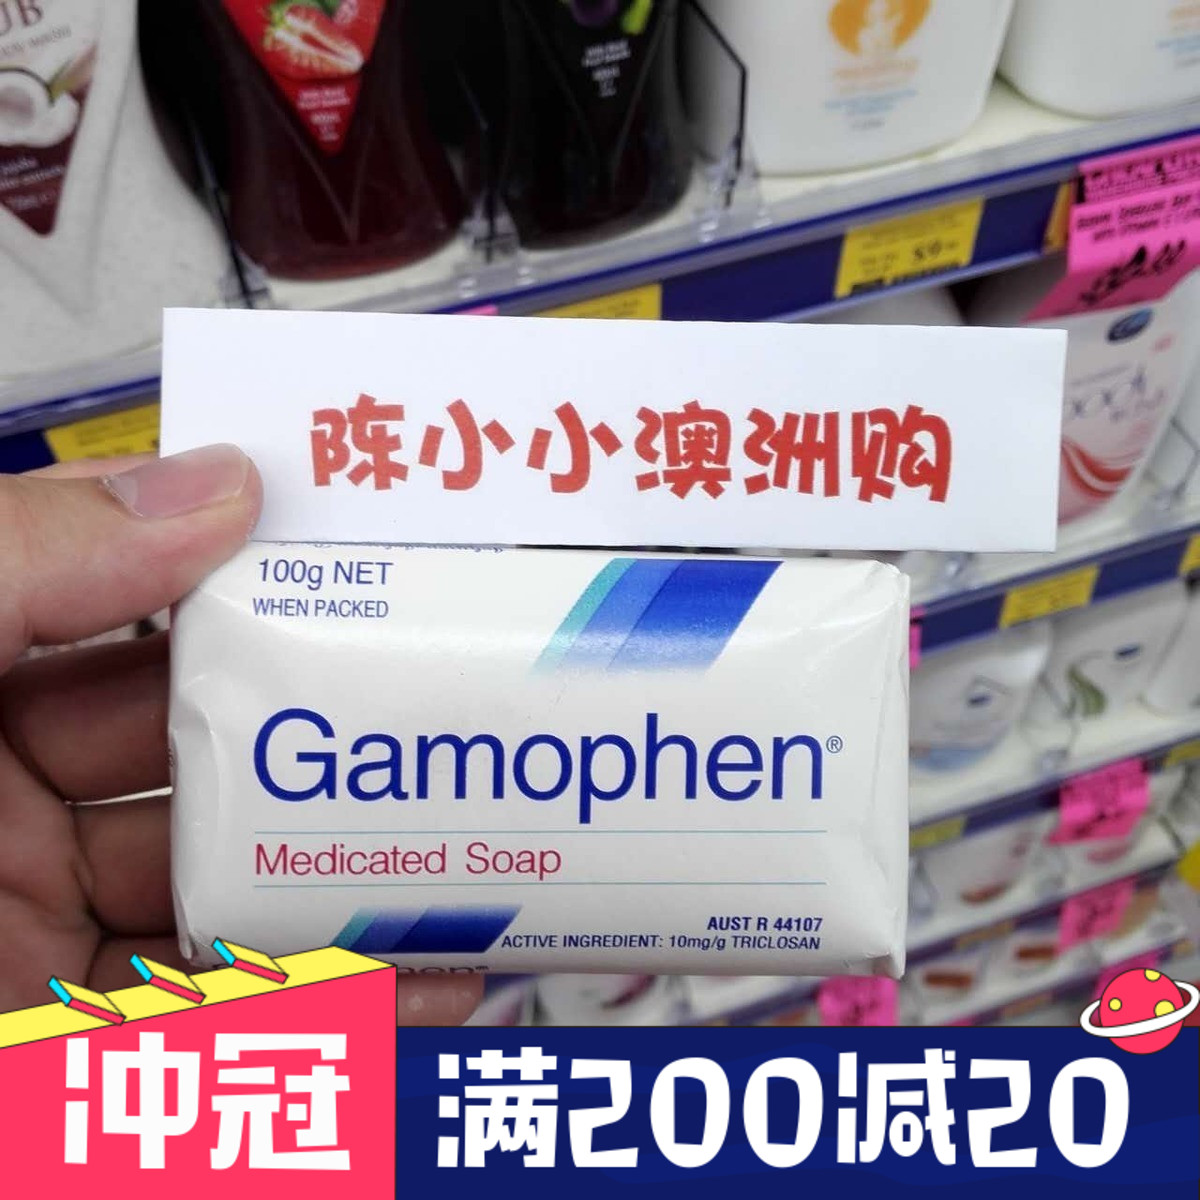 陈小小澳洲购
100g NET
WHEN PACKED
Gamophen®
Medicated Soap
AUST R 44107
ACTIVE INGREDIENT: 10mg/g TRICLOSAN
冲冠
满200减20